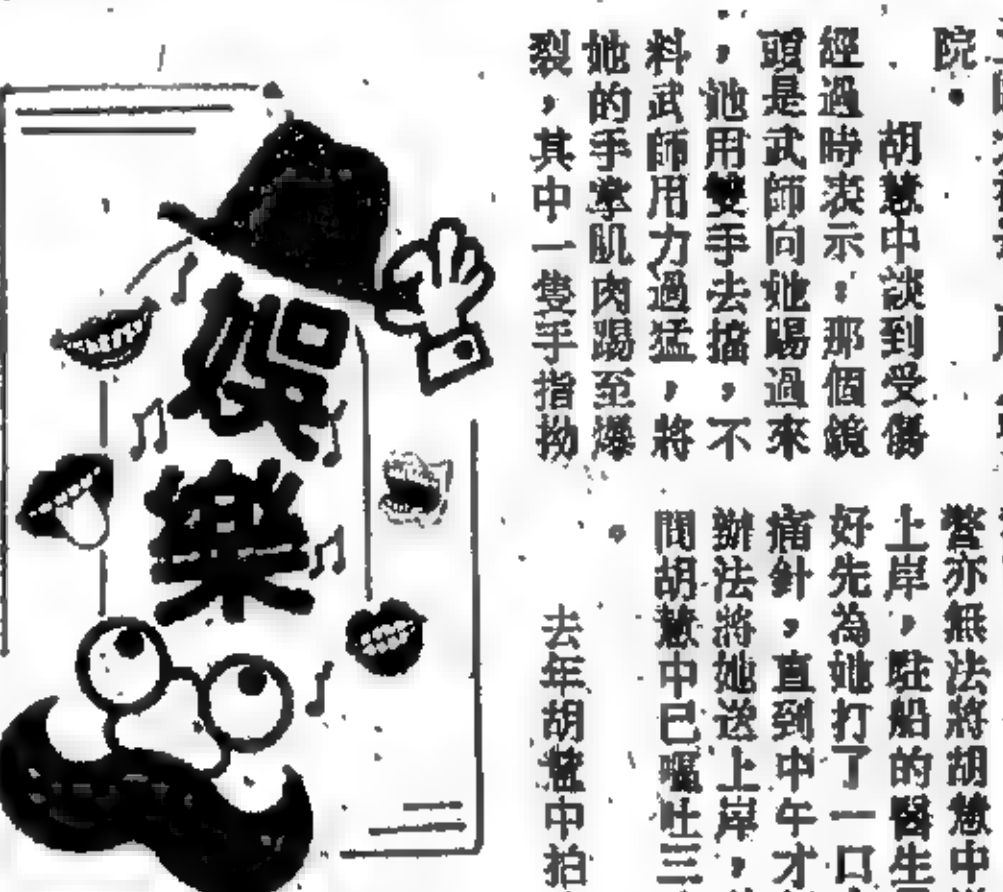 院。
胡慧中談到受傷
經過時表示，那個鏡
頭是武師向她踢過來
，她用雙手去擋，不
料武師用力過猛，將
她的手掌肌肉踢至爆
裂，其中一隻手指拗
亦無法將胡慧中
上岸，駐船的醫生
好先為她打了一口
痛針，直到中午才
辦法將她送上岸，
問胡慧中已嘔吐三
去年胡慧中拍
娛樂